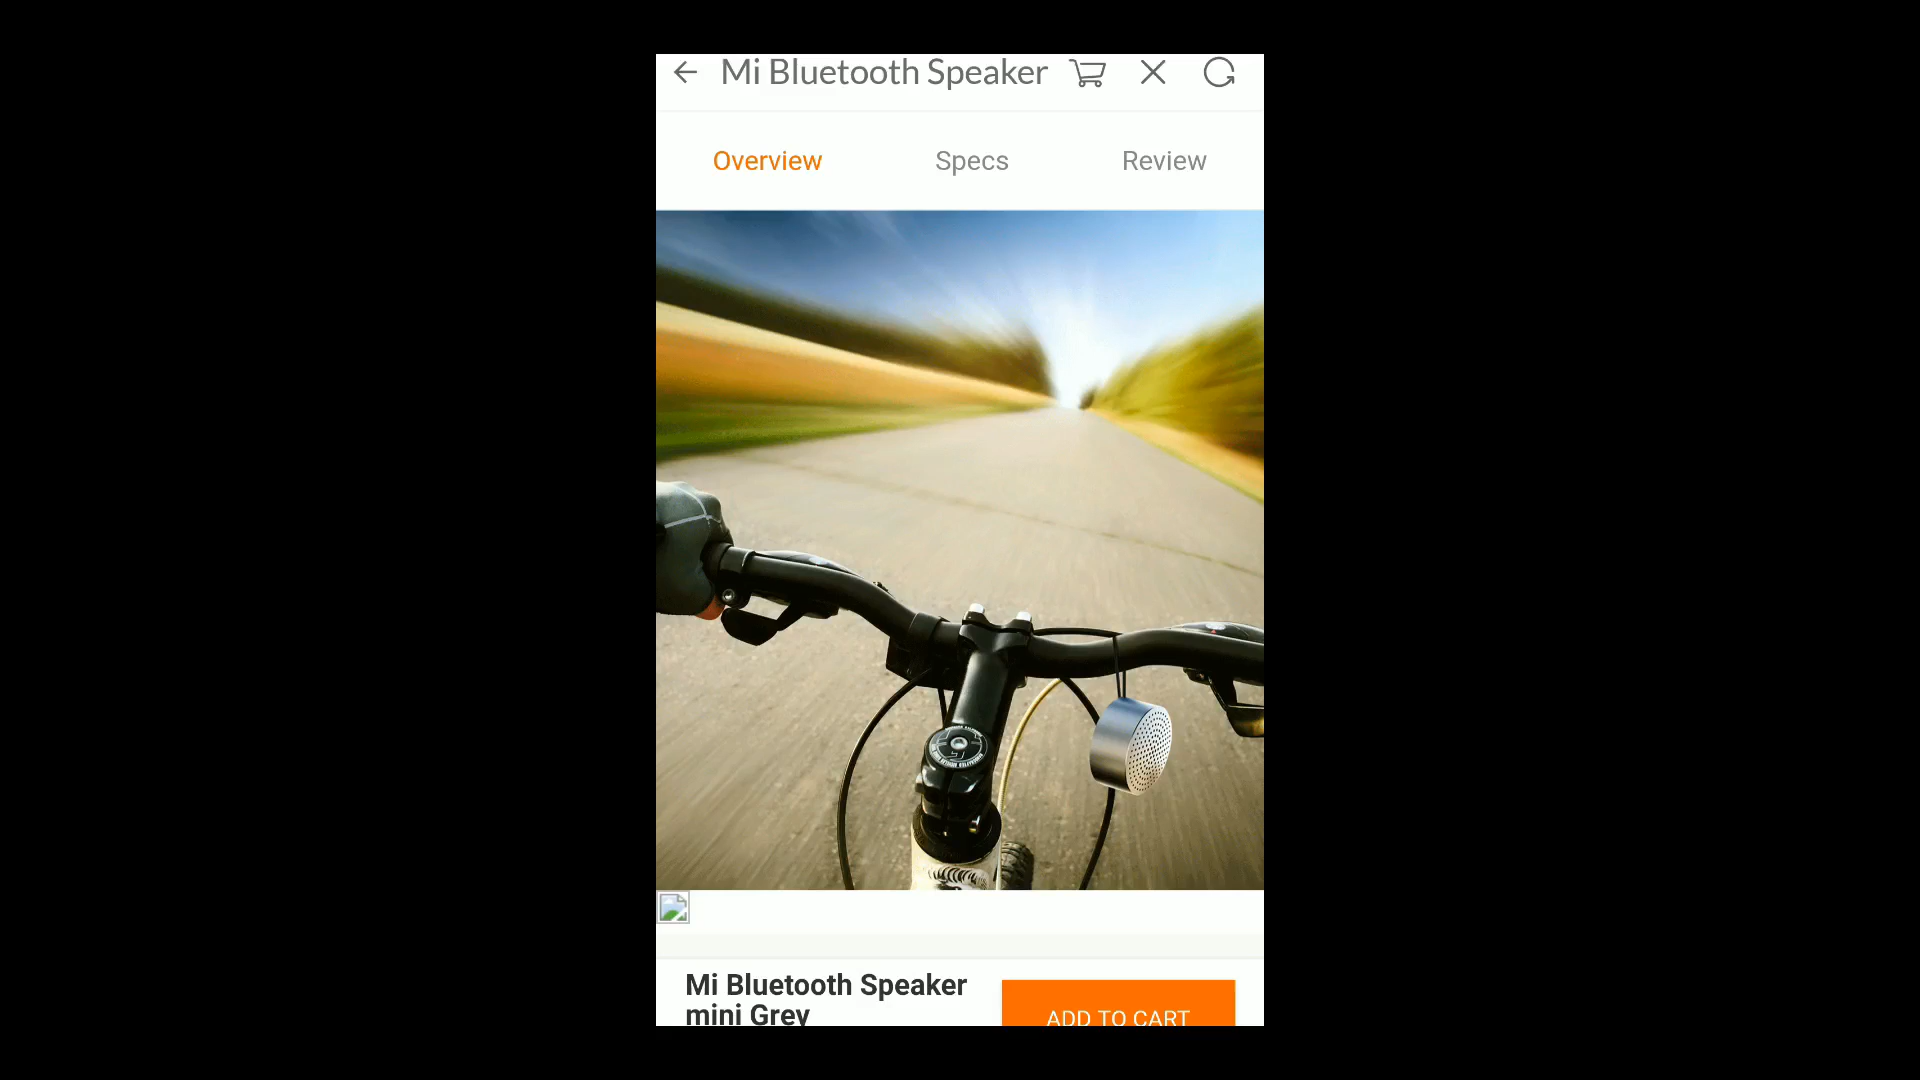 Mi Bluetooth Speaker
Overview Specs Review
Mi Bluetooth Speaker
mini Grey
ADD TO CART